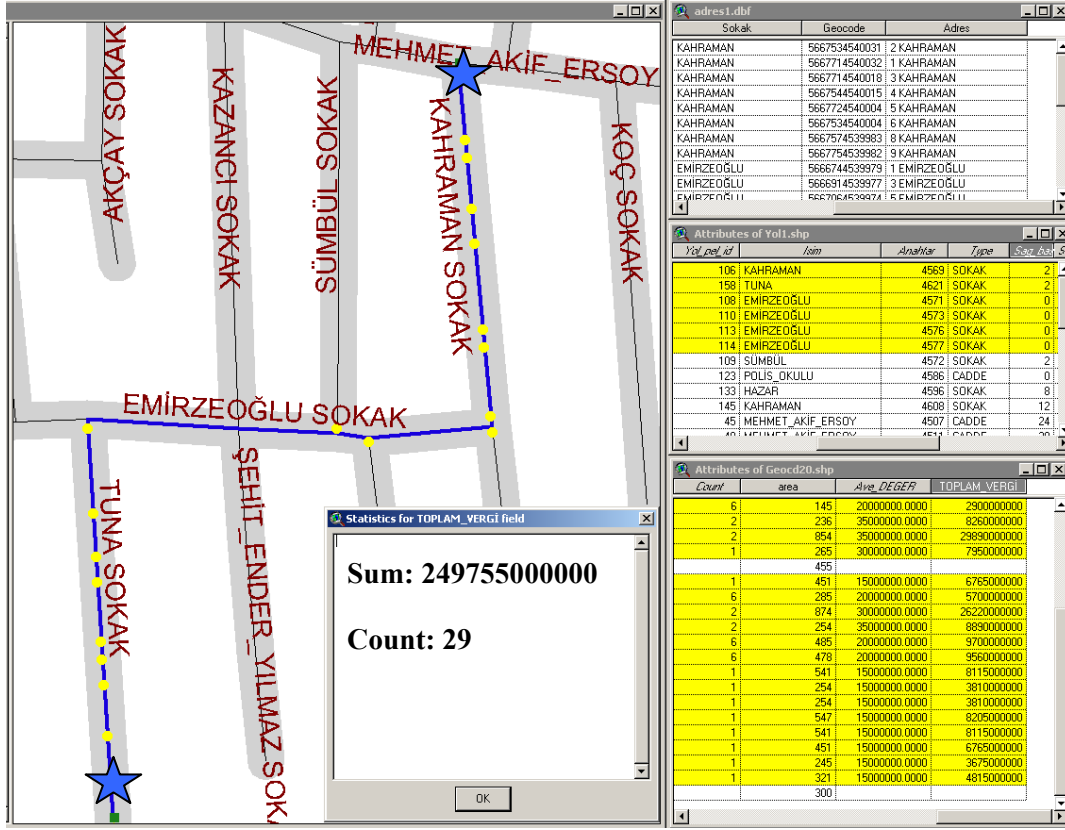 MEHMET_AKİF_ERSOY
AKÇAY SOKAK
KAZANCI SOKAK
SÜMBÜL SOKAK
KAHRAMAN SOKAK
KOÇ SOKAK
EMİRZEOĞLU SOKAK
TUNA SOKAK
ŞEHİT_ENDER_YILMAZ_SOKA
Statistics for TOPLAM_VERGİ field
Sum: 249755000000
Count: 29
OK
adres1.dbf
Sokak Geocode Adres
KAHRAMAN 5667534540031 2 KAHRAMAN
KAHRAMAN 5667714540032 1 KAHRAMAN
KAHRAMAN 5667714540018 3 KAHRAMAN
KAHRAMAN 5667544540015 4 KAHRAMAN
KAHRAMAN 5667724540004 5 KAHRAMAN
KAHRAMAN 5667534540004 6 KAHRAMAN
KAHRAMAN 5667574539983 8 KAHRAMAN
KAHRAMAN 5667754539982 9 KAHRAMAN
EMİRZEOĞLU 5666744539979 1 EMİRZEOĞLU
EMİRZEOĞLU 5666914539977 3 EMİRZEOĞLU
EMİRZEOĞLU 5667064539974 5 EMİRZEOĞLU
Attributes of Yol1.shp
Yol_pel_id Isim Anahtar Type Sag_ba S
106 KAHRAMAN 4569 SOKAK 2
158 TUNA 4621 SOKAK 2
108 EMİRZEOĞLU 4571 SOKAK 0
110 EMİRZEOĞLU 4573 SOKAK 0
113 EMİRZEOĞLU 4576 SOKAK 0
114 EMİRZEOĞLU 4577 SOKAK 0
109 SÜMBÜL 4572 SOKAK 2
123 POLİS_OKULU 4586 CADDE 0
133 HAZAR 4596 SOKAK 8
145 KAHRAMAN 4608 SOKAK 12
45 MEHMET_AKİF_ERSOY 4507 CADDE 24
MEHMET_AKİF_ERSOY 4511 CADDE
Attributes of Geocd20.shp
Count area Ave_DEGER TOPLAM_VERGİ
6 145 20000000.0000 2900000000
2 236 35000000.0000 8260000000
2 854 35000000.0000 29890000000
1 265 30000000.0000 7950000000
455
1 451 15000000.0000 6765000000
6 285 20000000.0000 5700000000
2 874 30000000.0000 26220000000
2 254 35000000.0000 8890000000
6 485 20000000.0000 9700000000
6 478 20000000.0000 9560000000
1 541 15000000.0000 8115000000
1 254 15000000.0000 3810000000
1 254 15000000.0000 3810000000
1 547 15000000.0000 8205000000
1 541 15000000.0000 8115000000
1 451 15000000.0000 6765000000
1 245 15000000.0000 3675000000
1 321 15000000.0000 4815000000
300